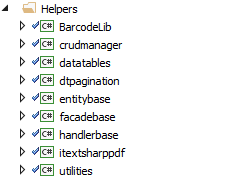 Helpers
C# BarcodeLib
C# crudmanager
C# datatables
C# dtpagination
C# entitybase
C# facadebase
C# handlerbase
C# itextsharppdf
C# utilities